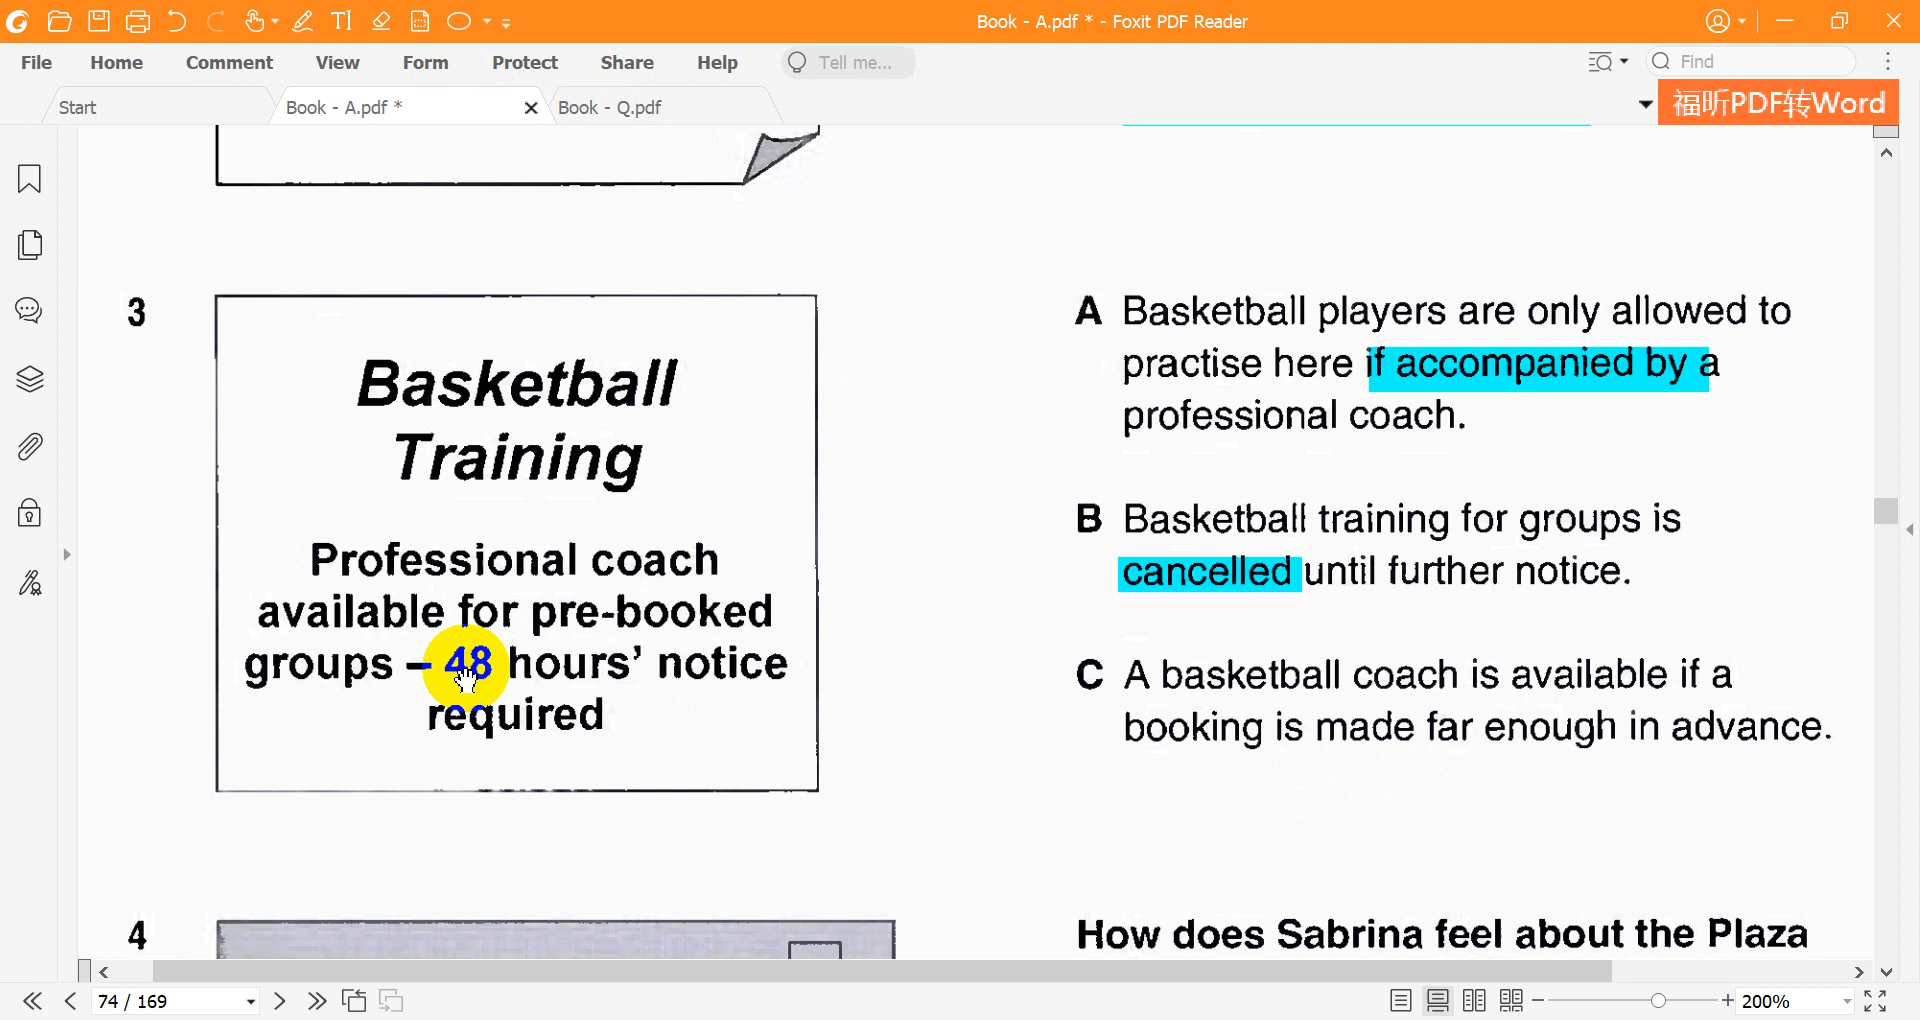 Book - A.pdf * - Foxit PDF Reader
File Home Comment View Form Protect Share Help Tell me... Find
Start Book - A.pdf * Book - Q.pdf 福昕PDF转Word
3
Basketball
Training
Professional coach
available for pre-booked
groups – 48 hours' notice
required
A Basketball players are only allowed to
practise here if accompanied by a
professional coach.
B Basketball training for groups is
cancelled until further notice.
C A basketball coach is available if a
booking is made far enough in advance.
4
How does Sabrina feel about the Plaza
74 / 169 200%